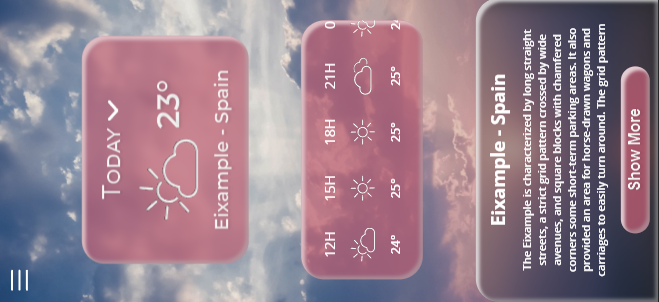 TODAY
23°
Eixample - Spain
12H 15H 18H 21H 0
24° 25° 25° 25° 2
Eixample - Spain
The Eixample is characterized by long straight
streets, a strict grid pattern crossed by wide
avenues, and square blocks with chamfered
corners some short-term parking areas. It also
provided an area for horse-drawn wagons and
carriages to easily turn around. The grid pattern
Show More